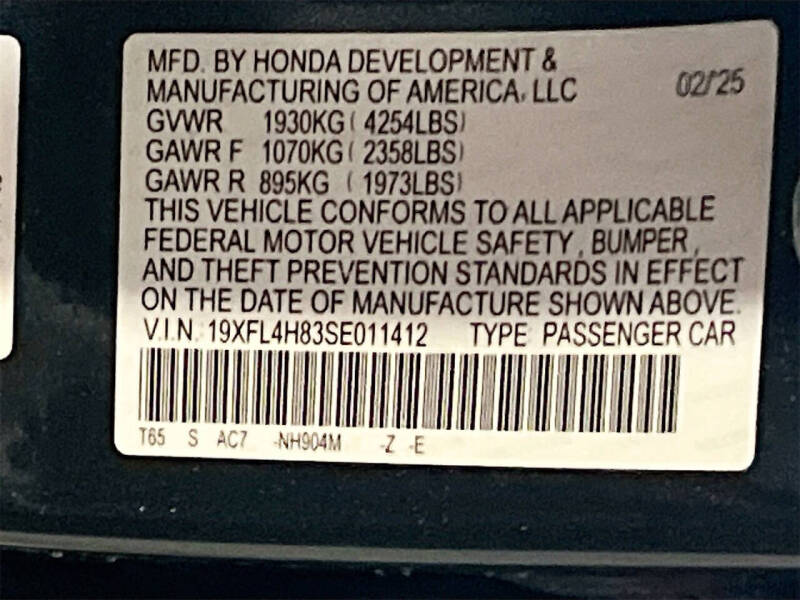 MFD. BY HONDA DEVELOPMENT &
MANUFACTURING OF AMERICA, LLC 02/25
GVWR 1930KG ( 4254LBS)
GAWR F 1070KG ( 2358LBS)
GAWR R 895KG ( 1973LBS)
THIS VEHICLE CONFORMS TO ALL APPLICABLE
FEDERAL MOTOR VEHICLE SAFETY, BUMPER,
AND THEFT PREVENTION STANDARDS IN EFFECT
ON THE DATE OF MANUFACTURE SHOWN ABOVE.
V.I.N. 19XFL4H83SE011412 TYPE PASSENGER CAR
T65 S AC7 -NH904M -Z -E